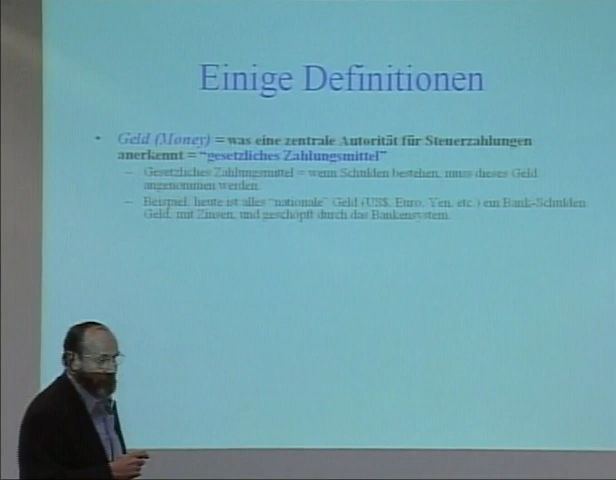 Einige Definitionen
• Geld (Money) = was eine zentrale Autorität für Steuerzahlungen
anerkennt = “gesetzliches Zahlungsmittel”
– Gesetzliches Zahlungsmittel = wenn Schulden bestehen, muss dieses Geld
angenommen werden.
– Beispiel, heute ist alles “nationale” Geld (US$, Euro, Yen, etc.) ein Bank-Schulden
Geld, mit Zinsen, und geschöpft durch das Bankensystem.